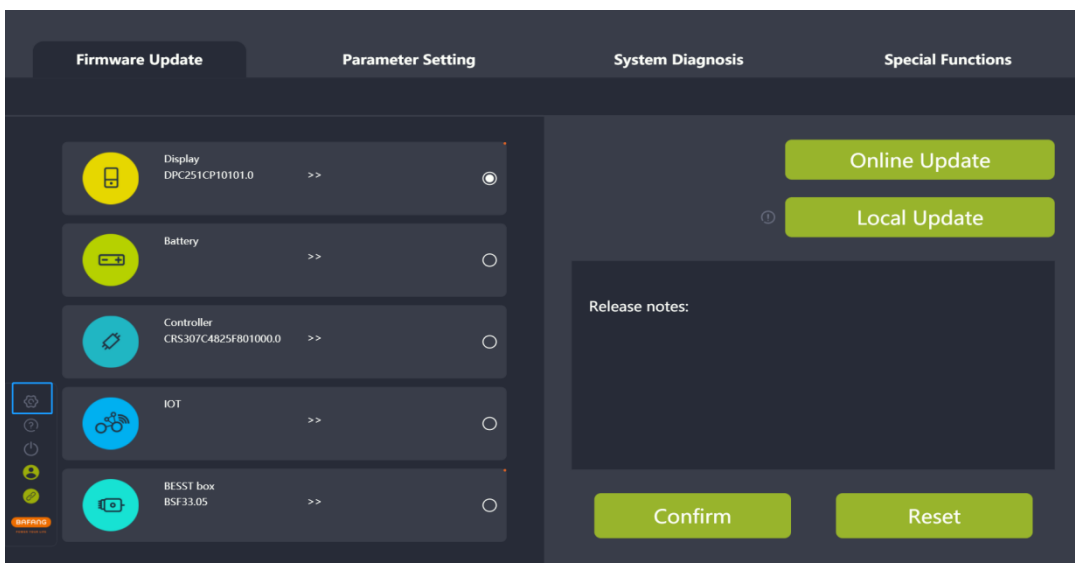 Firmware Update
Parameter Setting
System Diagnosis
Special Functions
Display
DPC251CP10101.0
>>
Battery
>>
Controller
CRS307C4825F801000.0
>>
IOT
>>
BESST box
BSF33.05
>>
BAFANG
Online Update
Local Update
Release notes:
Confirm
Reset